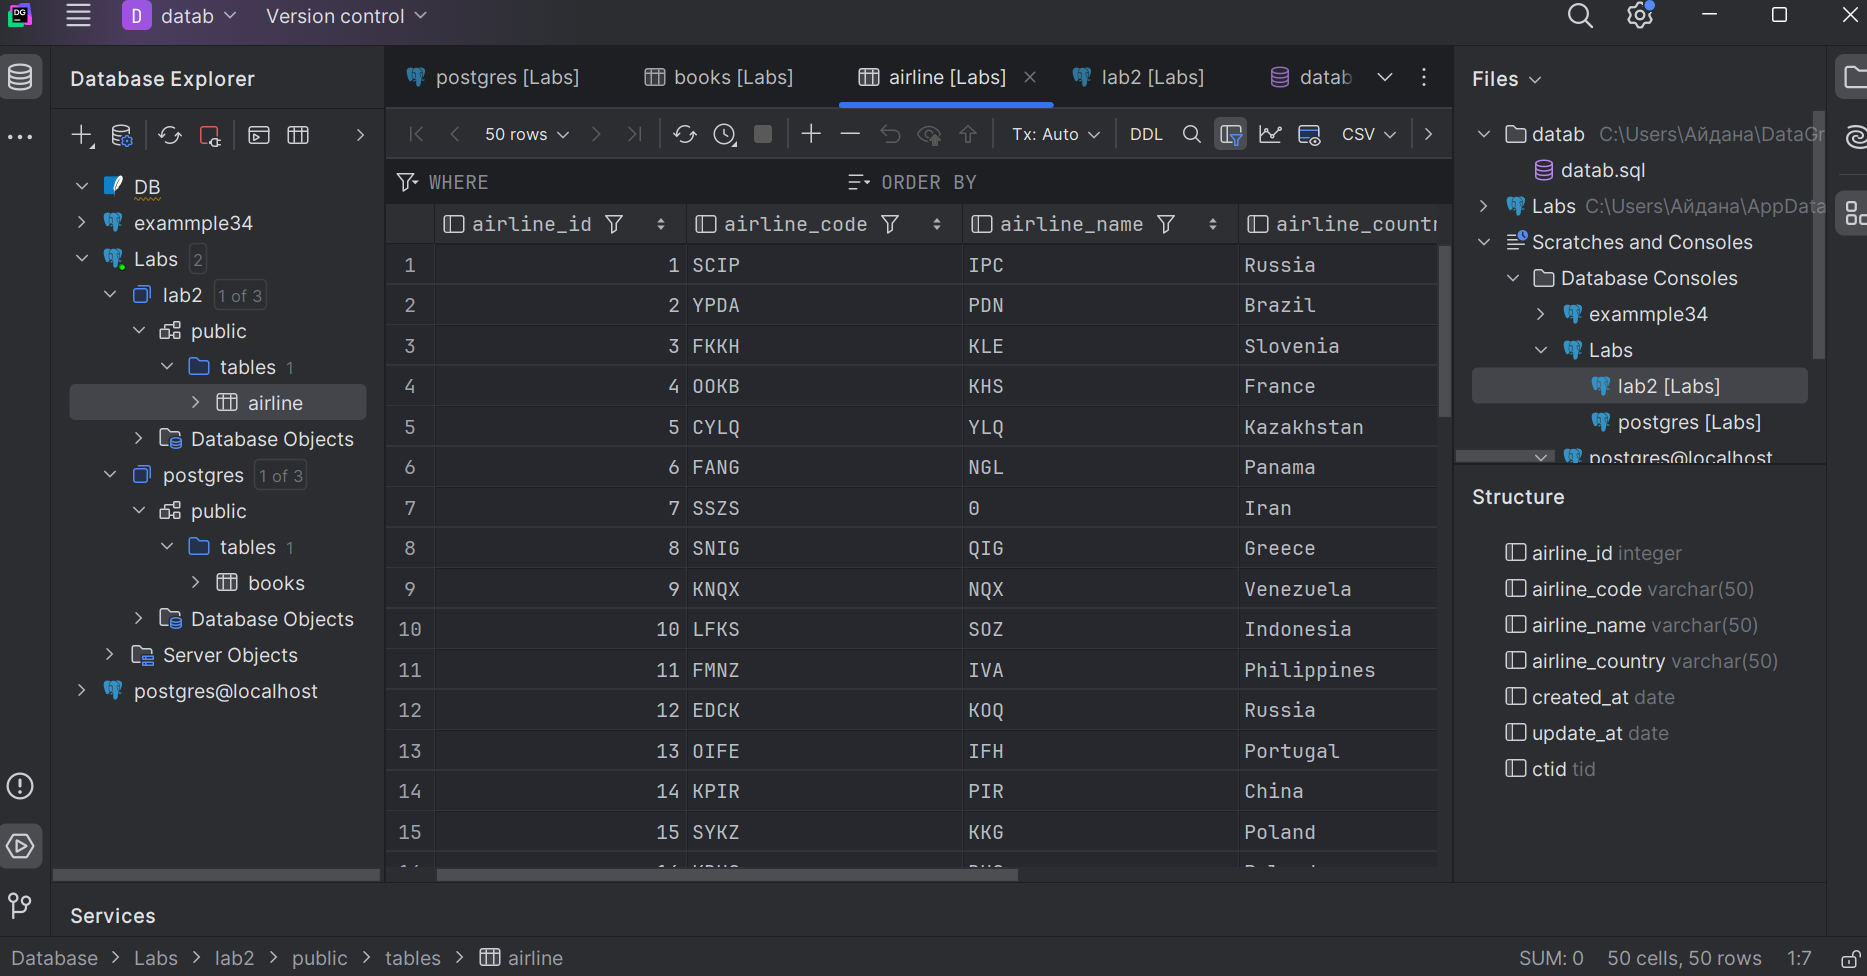 DG
D datab Version control
Database Explorer
DB
exammple34
Labs 2
lab2 1 of 3
public
tables 1
airline
Database Objects
postgres 1 of 3
public
tables 1
books
Database Objects
Server Objects
postgres@localhost
postgres [Labs] books [Labs] airline [Labs] lab2 [Labs] datab
50 rows Tx: Auto DDL CSV
WHERE ORDER BY
airline_id airline_code airline_name airline_countr
1 1 SCIP IPC Russia
2 2 YPDA PDN Brazil
3 3 FKKH KLE Slovenia
4 4 OOKB KHS France
5 5 CYLQ YLQ Kazakhstan
6 6 FANG NGL Panama
7 7 SSZS 0 Iran
8 8 SNIG QIG Greece
9 9 KNQX NQX Venezuela
10 10 LFKS SOZ Indonesia
11 11 FMNZ IVA Philippines
12 12 EDCK KOQ Russia
13 13 OIFE IFH Portugal
14 14 KPIR PIR China
15 15 SYKZ KKG Poland
Files
datab C:\Users\Айдана\DataGr
datab.sql
Labs C:\Users\Айдана\AppData
Scratches and Consoles
Database Consoles
exammple34
Labs
lab2 [Labs]
postgres [Labs]
postgres@localhost
Structure
airline_id integer
airline_code varchar(50)
airline_name varchar(50)
airline_country varchar(50)
created_at date
update_at date
ctid tid
Services
Database > Labs > lab2 > public > tables > airline
SUM: 0 50 cells, 50 rows 1:7